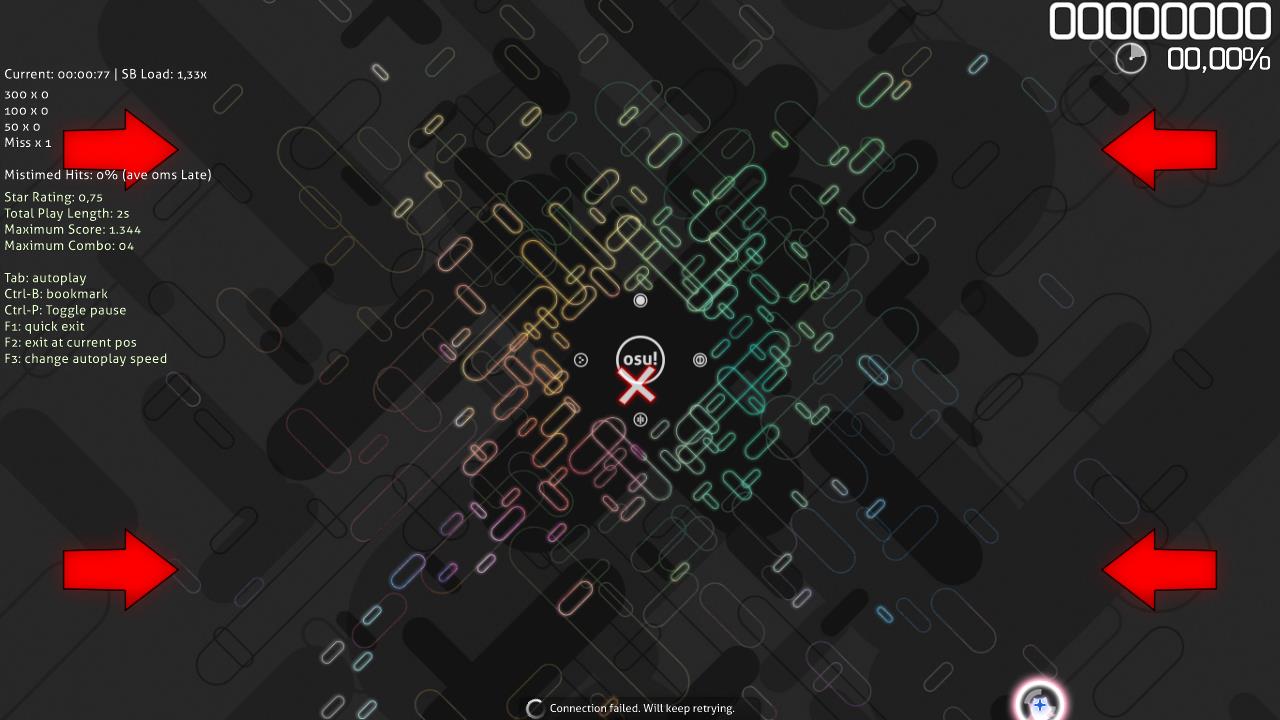 00000000
00,00%
Current: 00:00:77 | SB Load: 1,33x
300 x 0
100 x 0
50 x 0
Miss x 1
Mistimed Hits: 0% (ave 0ms Late)
Star Rating: 0,75
Total Play Length: 2s
Maximum Score: 1.344
Maximum Combo: 04
Tab: autoplay
Ctrl-B: bookmark
Ctrl-P: Toggle pause
F1: quick exit
F2: exit at current pos
F3: change autoplay speed
osu!
Connection failed. Will keep retrying.